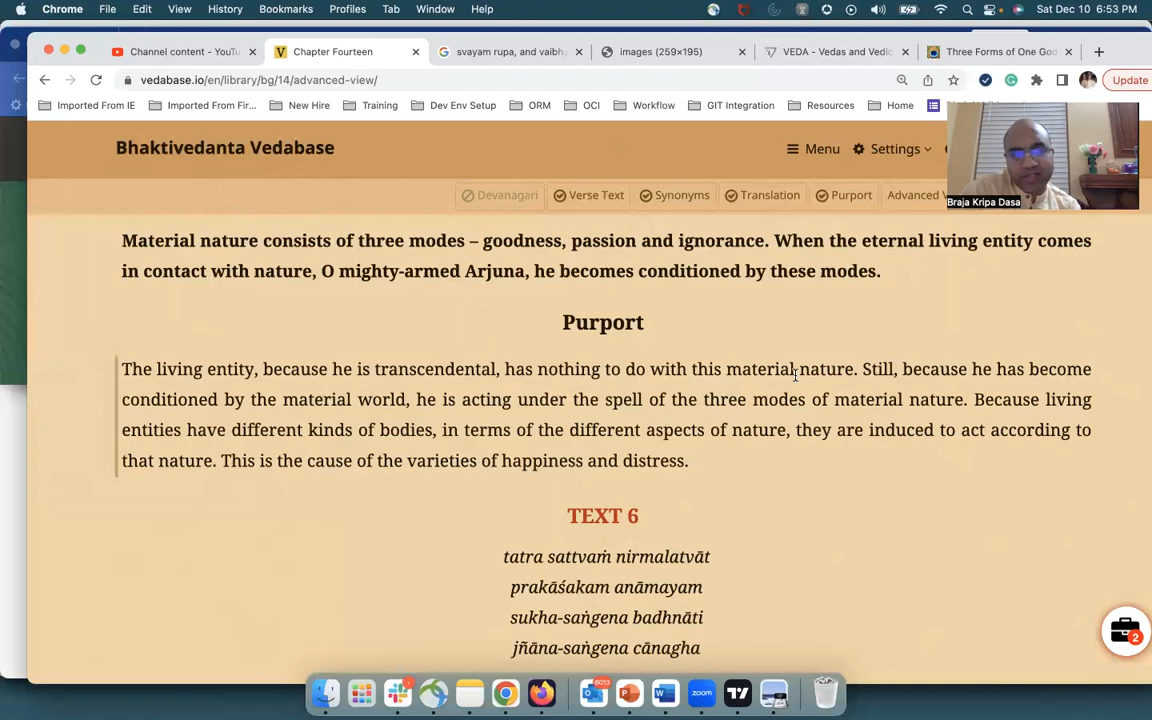 Chrome File Edit View History Bookmarks Profiles Tab Window Help Sat Dec 10 6:53 PM
Channel content - YouTu Chapter Fourteen svayam rupa, and vaibh images (259×195) VEDA - Vedas and Vedic Three Forms of One God
vedabase.io/en/library/bg/14/advanced-view/ Update
Imported From IE Imported From Fir... New Hire Training Dev Env Setup ORM OCI Workflow GIT Integration Resources Home
Bhaktivedanta Vedabase Menu Settings
Devanagari Verse Text Synonyms Translation Purport Advanced V
Braja Kripa Dasa
Material nature consists of three modes – goodness, passion and ignorance. When the eternal living entity comes
in contact with nature, O mighty-armed Arjuna, he becomes conditioned by these modes.
Purport
The living entity, because he is transcendental, has nothing to do with this material nature. Still, because he has become
conditioned by the material world, he is acting under the spell of the three modes of material nature. Because living
entities have different kinds of bodies, in terms of the different aspects of nature, they are induced to act according to
that nature. This is the cause of the varieties of happiness and distress.
TEXT 6
tatra sattvaṁ nirmalatvāt
prakāśakam anāmayam
sukha-saṅgena badhnāti
jñāna-saṅgena cānagha
2
6013
zoom